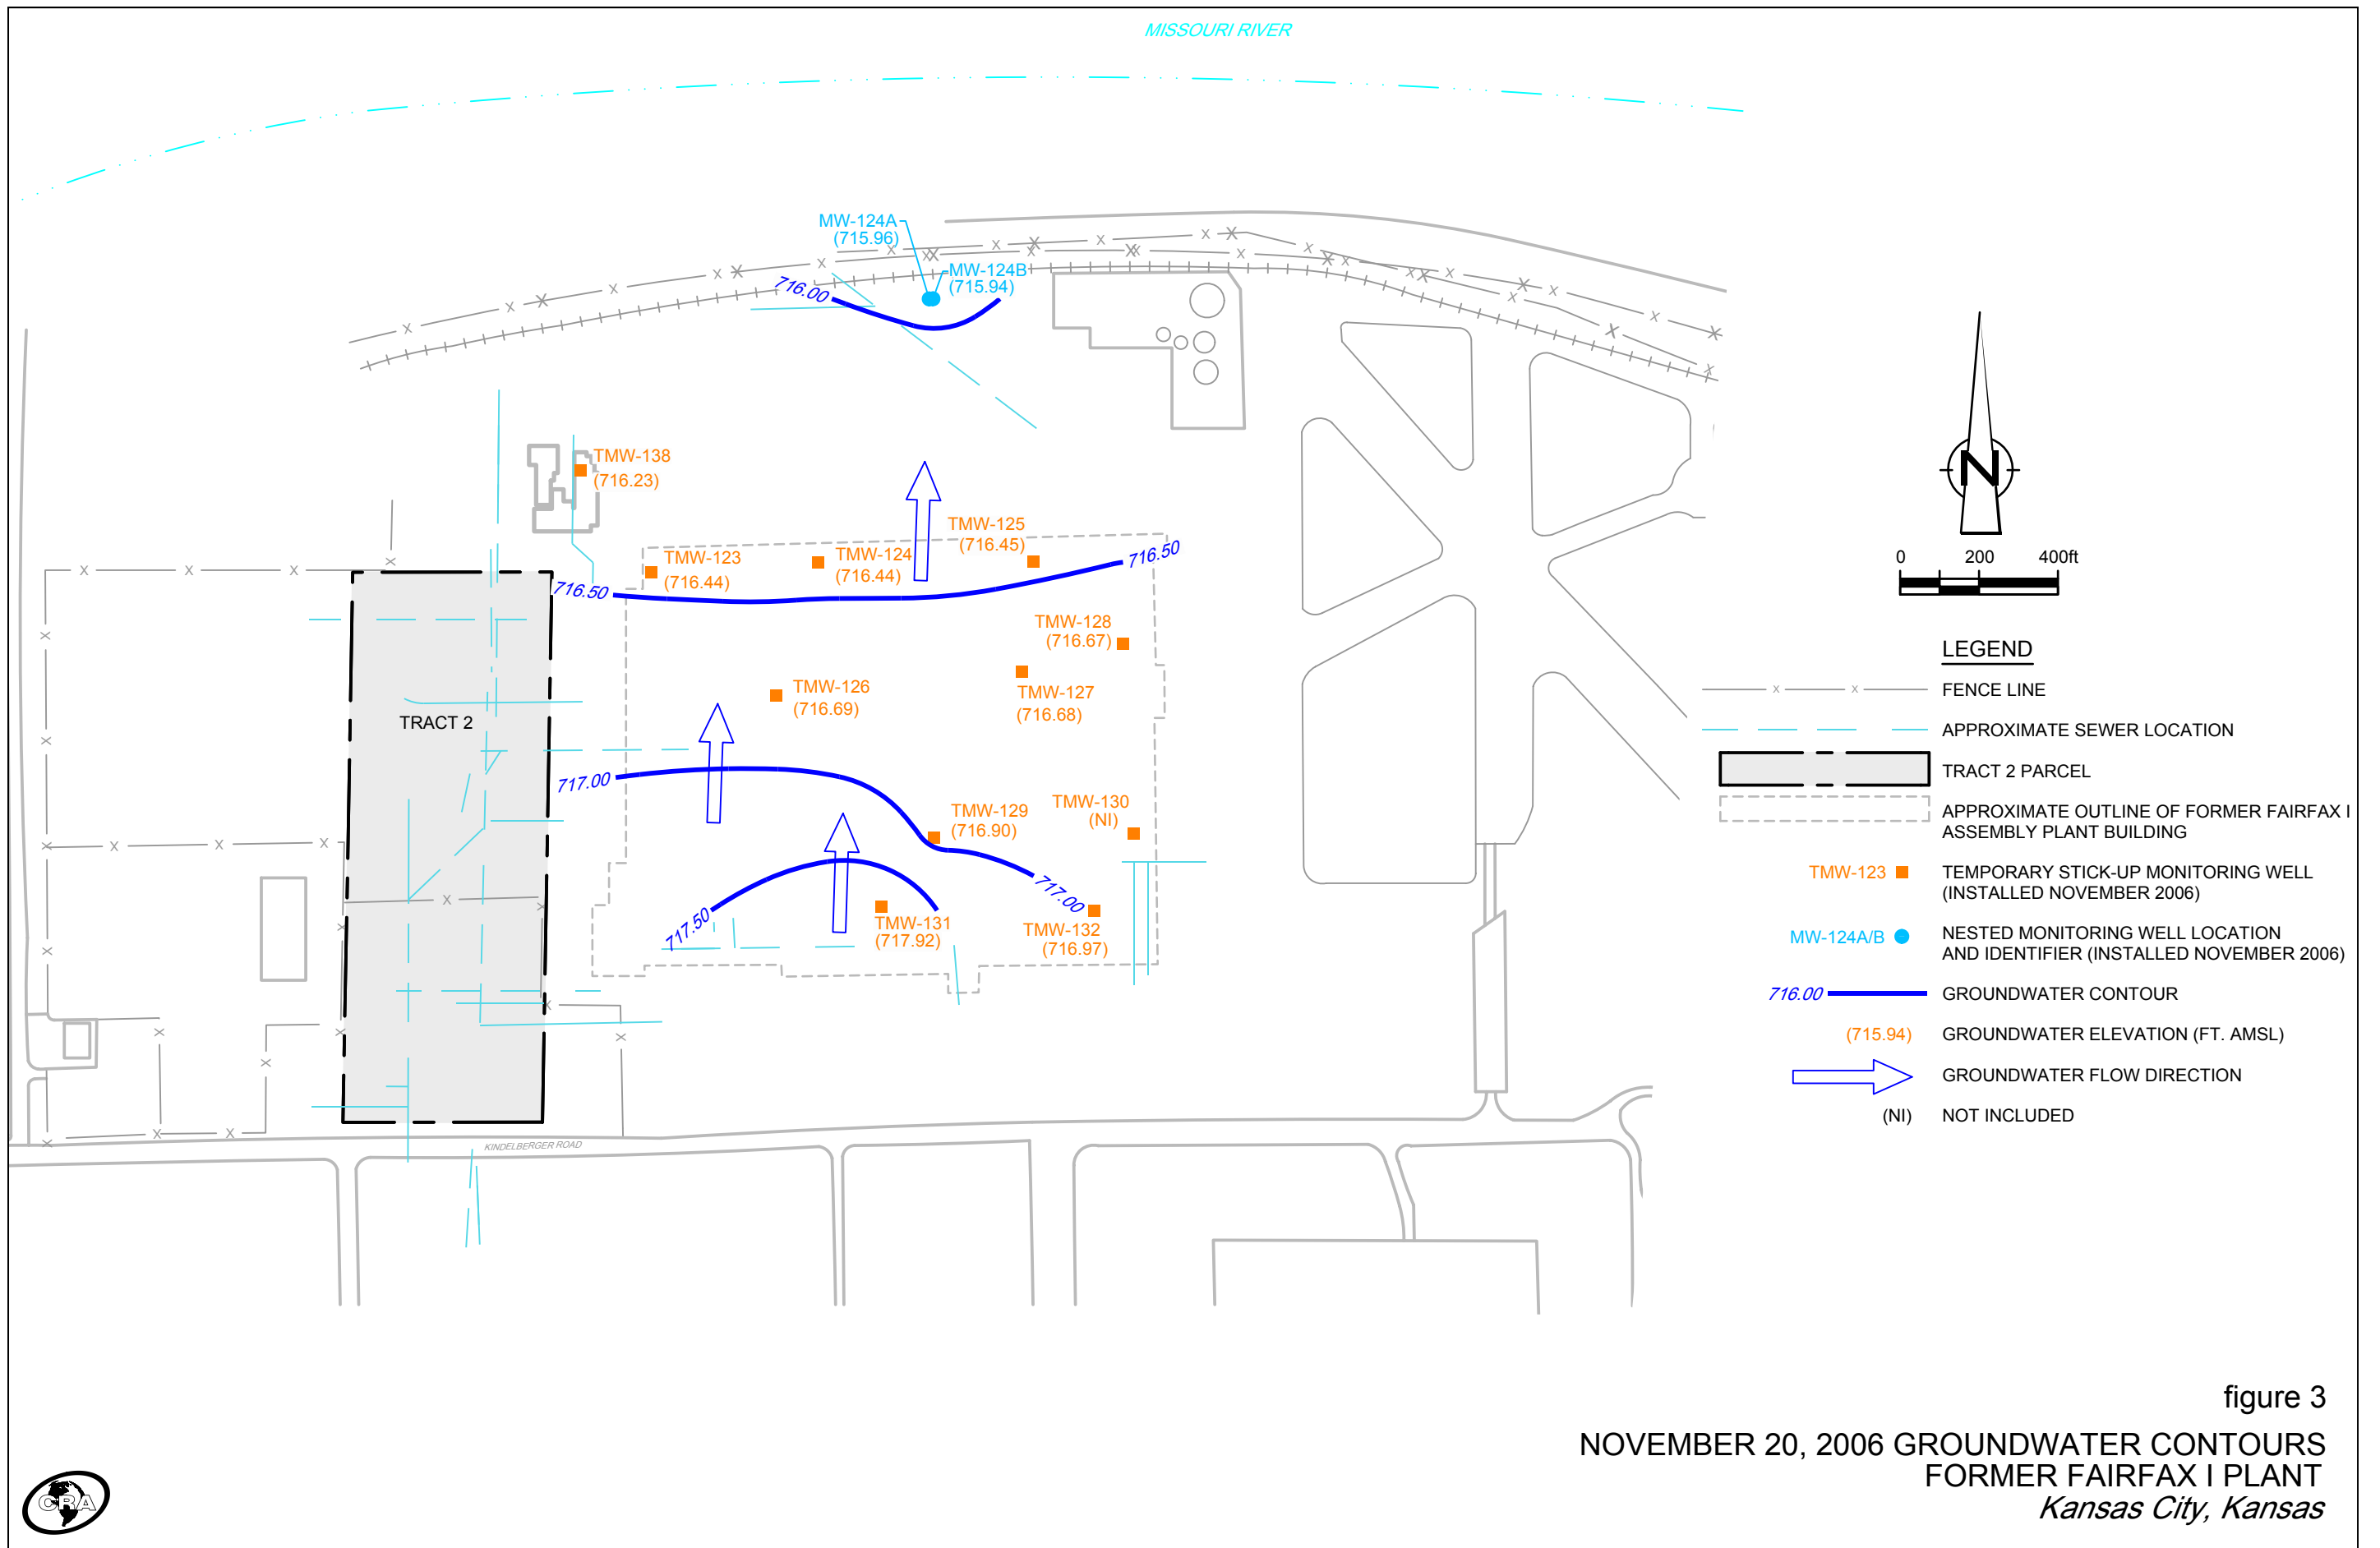 MISSOURI RIVER
MW-124A
(715.96)
MW-124B
(715.94)
716.00
TMW-138
(716.23)
TMW-125
(716.45)
TMW-123
(716.44)
TMW-124
(716.44)
716.50
716.50
TMW-128
(716.67)
TMW-126
(716.69)
TMW-127
(716.68)
TRACT 2
717.00
TMW-129
(716.90)
TMW-130
(NI)
717.00
717.50
TMW-131
(717.92)
TMW-132
(716.97)
KINDELBERGER ROAD
N
0 200 400ft
LEGEND
X X FENCE LINE
APPROXIMATE SEWER LOCATION
TRACT 2 PARCEL
APPROXIMATE OUTLINE OF FORMER FAIRFAX I
ASSEMBLY PLANT BUILDING
TMW-123 TEMPORARY STICK-UP MONITORING WELL
(INSTALLED NOVEMBER 2006)
MW-124A/B NESTED MONITORING WELL LOCATION
AND IDENTIFIER (INSTALLED NOVEMBER 2006)
716.00 GROUNDWATER CONTOUR
(715.94) GROUNDWATER ELEVATION (FT. AMSL)
GROUNDWATER FLOW DIRECTION
(NI) NOT INCLUDED
figure 3
NOVEMBER 20, 2006 GROUNDWATER CONTOURS
FORMER FAIRFAX I PLANT
Kansas City, Kansas
CRA